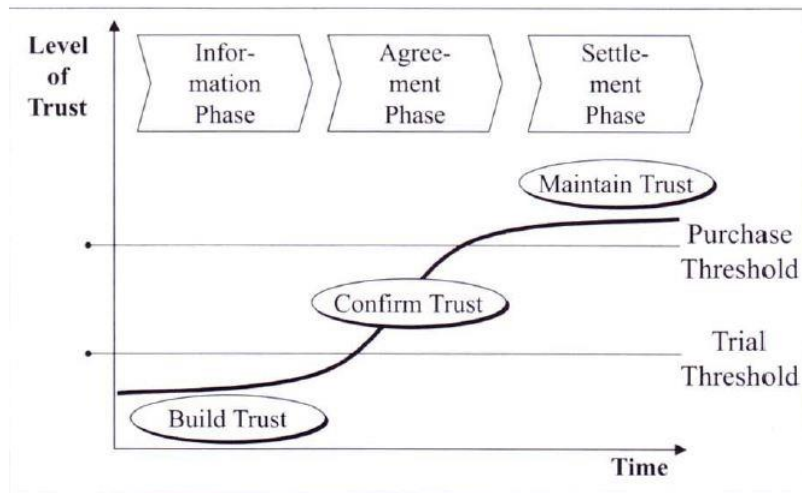 Level
of
Trust
Infor-
mation
Phase
Agree-
ment
Phase
Settle-
ment
Phase
Maintain Trust
Purchase
Threshold
Confirm Trust
Trial
Threshold
Build Trust
Time